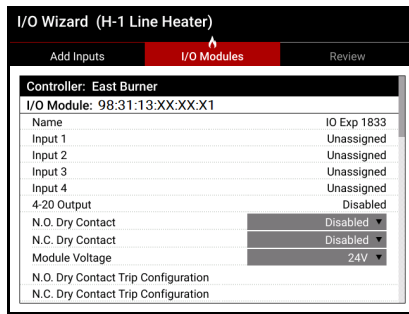 I/O Wizard (H-1 Line Heater)
Add Inputs I/O Modules Review
Controller: East Burner
I/O Module: 98:31:13:XX:XX:X1
Name IO Exp 1833
Input 1 Unassigned
Input 2 Unassigned
Input 3 Unassigned
Input 4 Unassigned
4-20 Output Disabled
N.O. Dry Contact Disabled
N.C. Dry Contact Disabled
Module Voltage 24V
N.O. Dry Contact Trip Configuration
N.C. Dry Contact Trip Configuration